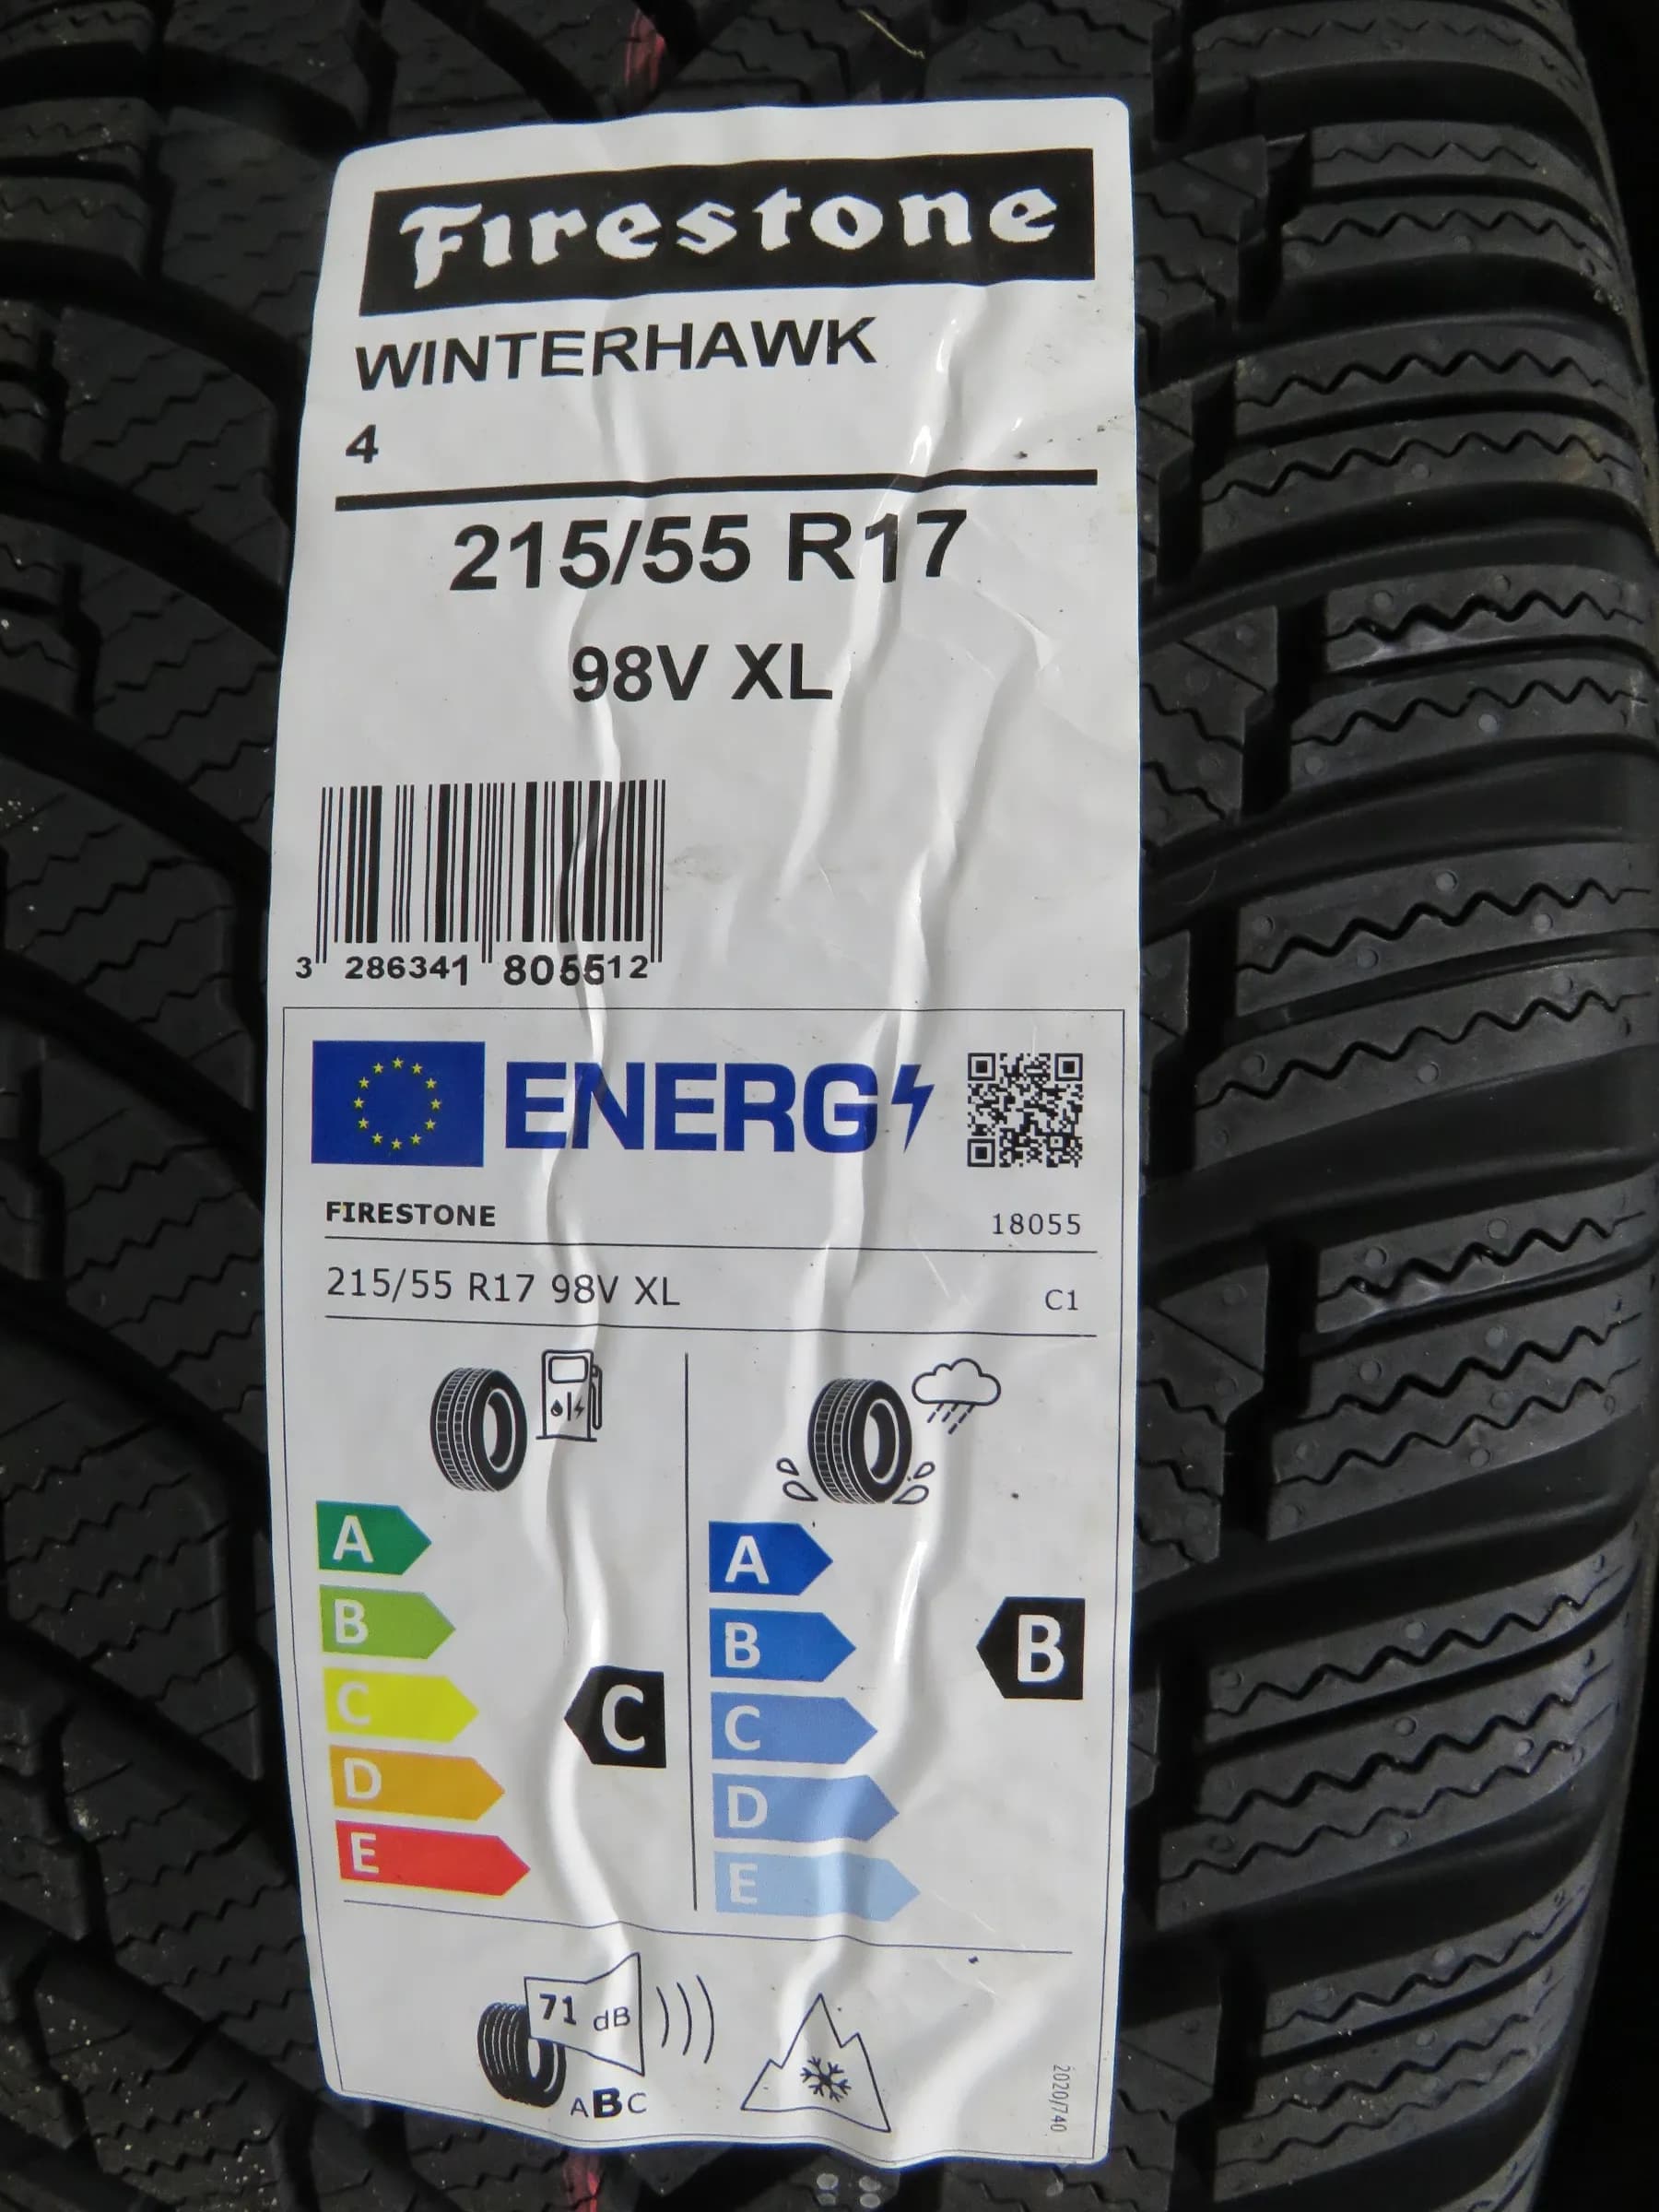 Firestone
WINTERHAWK
4
215/55 R17
98V XL
3 286341 805512
ENERG
FIRESTONE 18055
215/55 R17 98V XL C1
A A
B B B
C C C
D D
E E
71 dB
ABC
2020/740